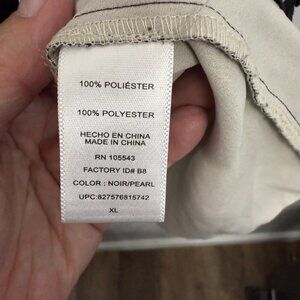 100% POLIÉSTER
100% POLYESTER
HECHO EN CHINA
MADE IN CHINA
RN 105543
FACTORY ID# B8
COLOR : NOIR/PEARL
UPC:827576815742
XL